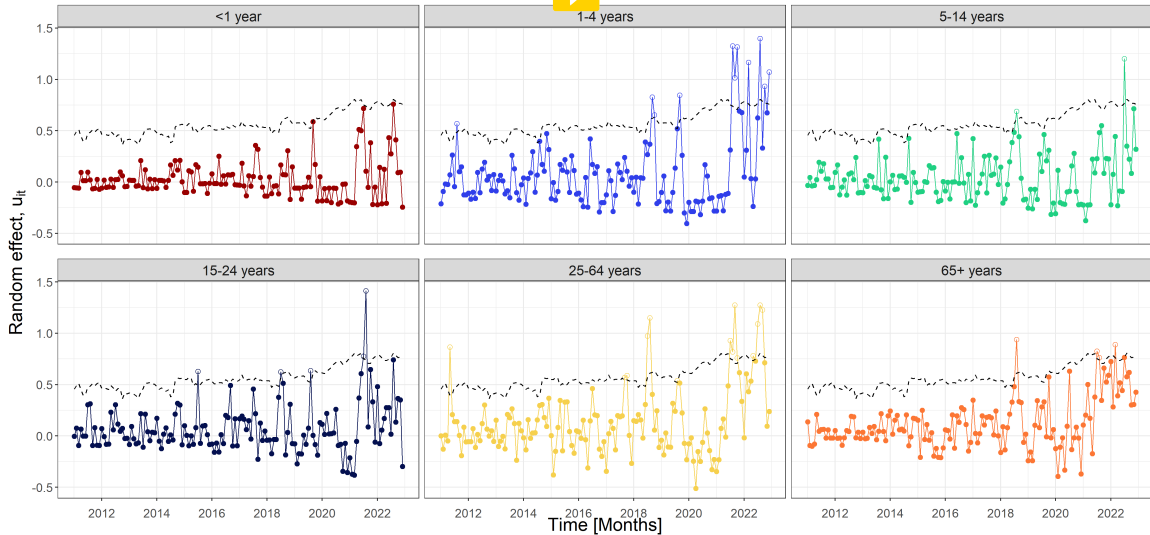 <1 year
1-4 years
5-14 years
1.5
1.0
0.5
0.0
-0.5
15-24 years
25-64 years
65+ years
1.5
1.0
0.5
0.0
-0.5
2012 2014 2016 2018 2020 2022
2012 2014 2016 2018 2020 2022
2012 2014 2016 2018 2020 2022
Random effect, uit
Time [Months]